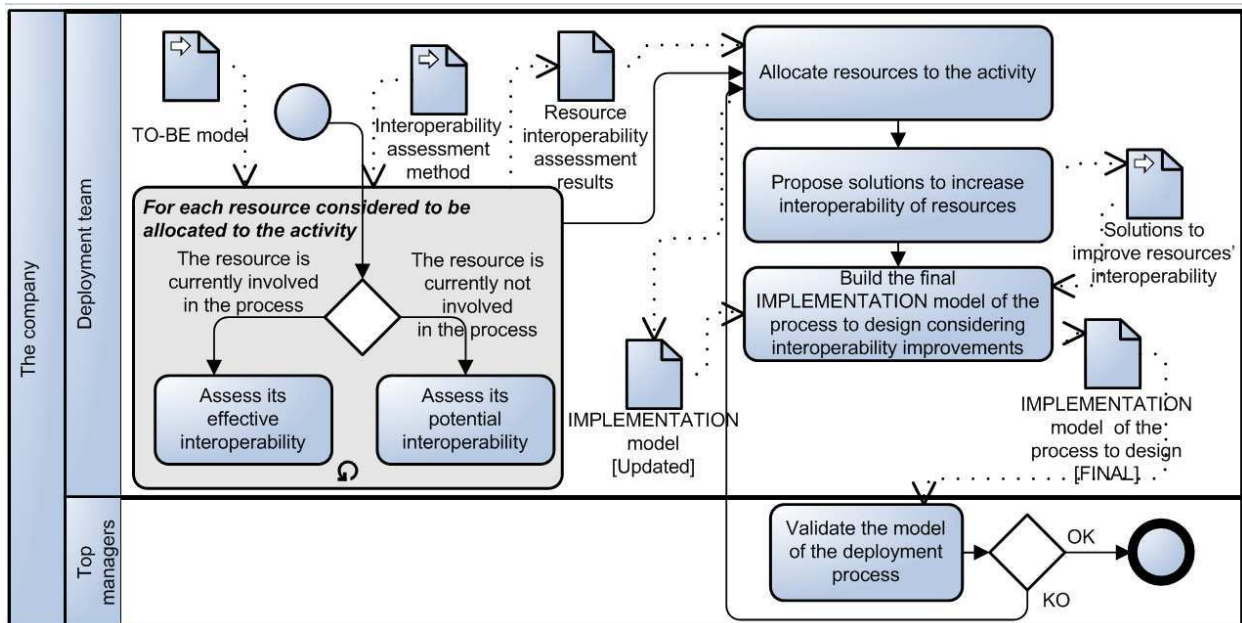 The company
Deployment team
Top
managers
TO-BE model
Interoperability
assessment
method
Resource
interoperability
assessment
results
For each resource considered to be
allocated to the activity
The resource is
currently involved
in the process
The resource is
currently not
involved
in the process
Assess its
effective
interoperability
Assess its
potential
interoperability
Allocate resources to the activity
Propose solutions to increase
interoperability of resources
Solutions to
improve resources'
interoperability
Build the final
IMPLEMENTATION model of the
process to design considering
interoperability improvements
IMPLEMENTATION
model
[Updated]
IMPLEMENTATION
model of the
process to design
[FINAL]
Validate the model
of the deployment
process
OK
KO